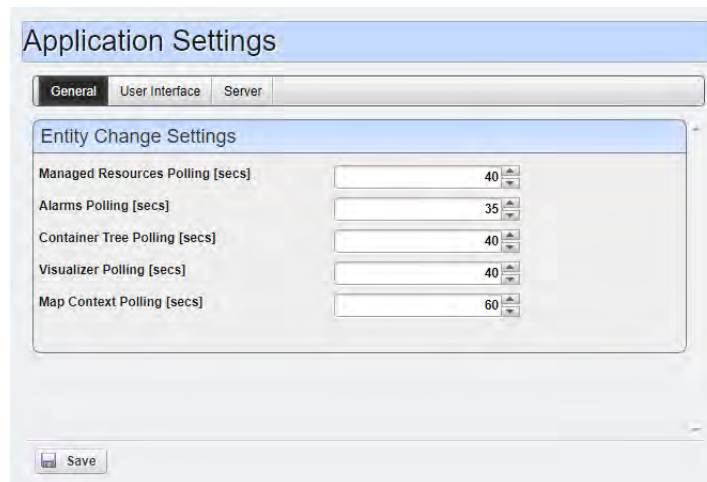 Application Settings
General User Interface Server
Entity Change Settings
Managed Resources Polling [secs] 40
Alarms Polling [secs] 35
Container Tree Polling [secs] 40
Visualizer Polling [secs] 40
Map Context Polling [secs] 60
Save